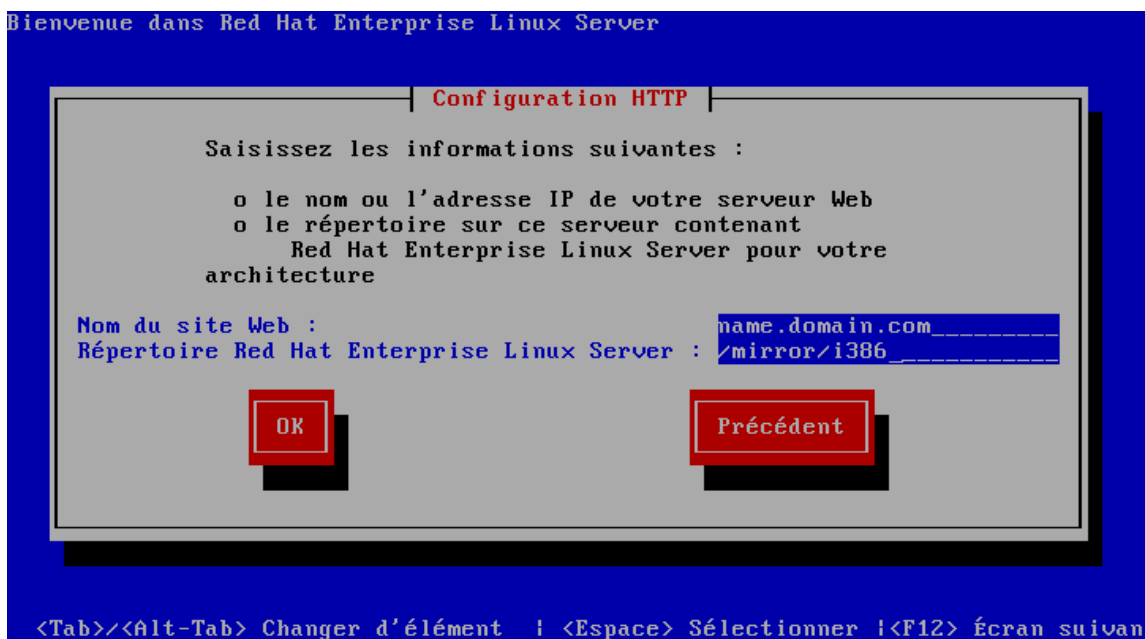 Bienvenue dans Red Hat Enterprise Linux Server
Configuration HTTP
Saisissez les informations suivantes :
o le nom ou l'adresse IP de votre serveur Web
o le répertoire sur ce serveur contenant
Red Hat Enterprise Linux Server pour votre
architecture
Nom du site Web : name.domain.com_________
Répertoire Red Hat Enterprise Linux Server : /mirror/i386____________
OK Précédent
<Tab>/<Alt-Tab> Changer d'élément | <Espace> Sélectionner |<F12> Écran suivan